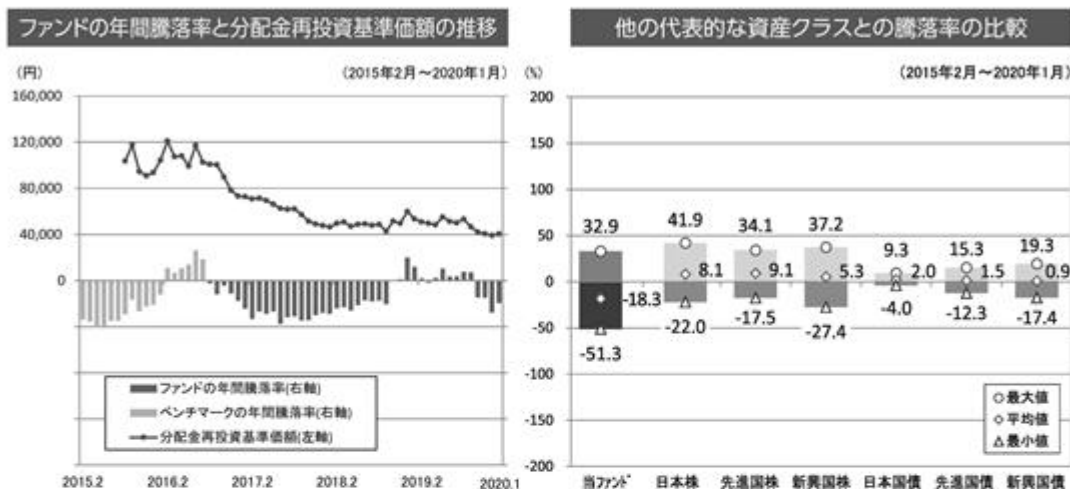 ファンドの年間騰落率と分配金再投資基準価額の推移
(円)
(2015年2月～2020年1月)
160,000
120,000
80,000
40,000
0
ファンドの年間騰落率(右軸)
ベンチマークの年間騰落率(右軸)
分配金再投資基準価額(左軸)
2015.2 2016.2 2017.2 2018.2 2019.2 2020.1
他の代表的な資産クラスとの騰落率の比較
(%)
(2015年2月～2020年1月)
200
150
100
50
0
-50
-100
-150
-200
32.9 41.9 34.1 37.2 9.3 15.3 19.3
-18.3 8.1 9.1 5.3 2.0 1.5 0.9
-51.3 -22.0 -17.5 -27.4 -4.0 -12.3 -17.4
最大値
平均値
最小値
当ファンド 日本株 先進国株 新興国株 日本国債 先進国債 新興国債